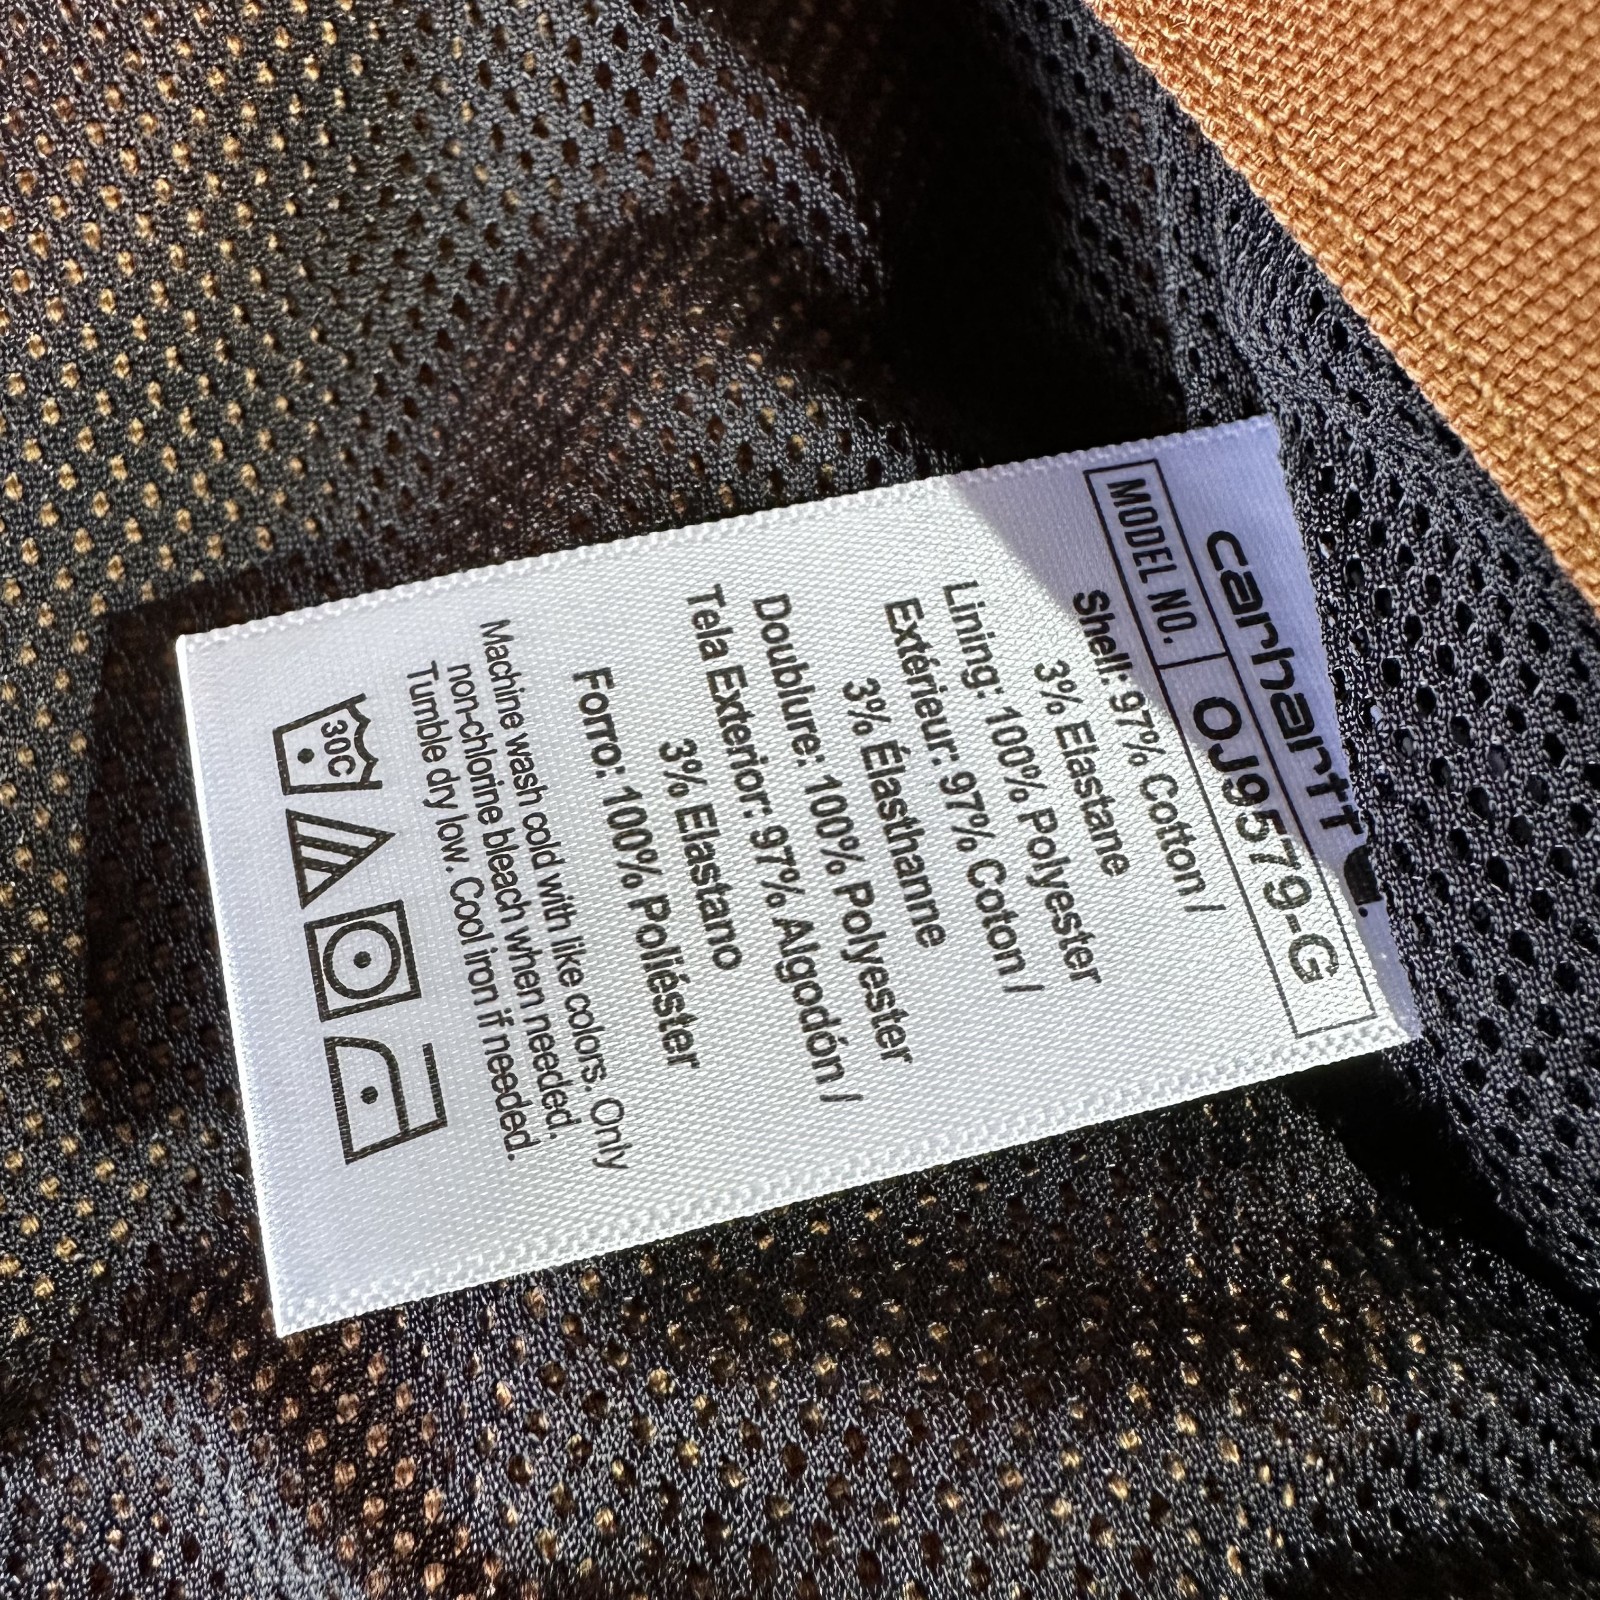 carhartt
MODEL NO. OJ9579-G
Shell: 97% Cotton /
3% Elastane
Lining: 100% Polyester
Extérieur: 97% Coton /
3% Élasthanne
Doublure: 100% Polyester
Tela Exterior: 97% Algodón /
3% Elastano
Forro: 100% Poliéster
Machine wash cold with like colors. Only
non-chlorine bleach when needed.
Tumble dry low. Cool iron if needed.
30C